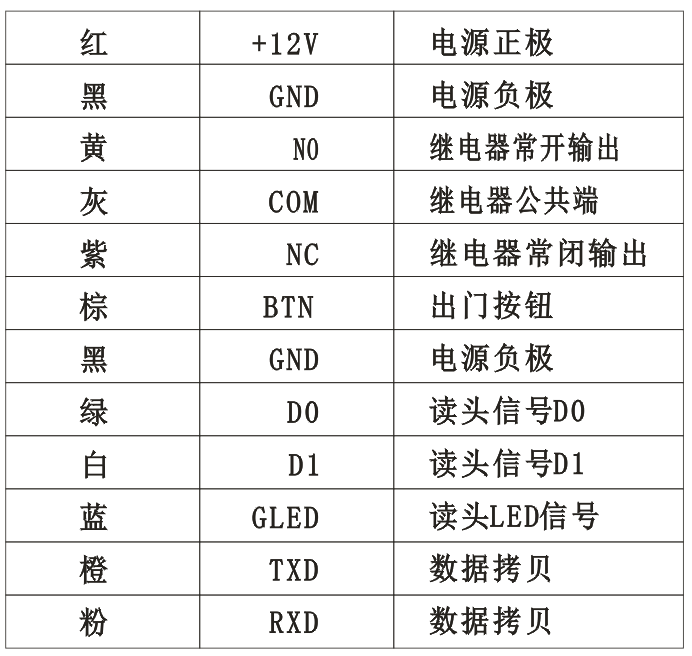 红 +12V 电源正极
黑 GND 电源负极
黄 NO 继电器常开输出
灰 COM 继电器公共端
紫 NC 继电器常闭输出
棕 BTN 出门按钮
黑 GND 电源负极
绿 D0 读头信号D0
白 D1 读头信号D1
蓝 GLED 读头LED信号
橙 TXD 数据拷贝
粉 RXD 数据拷贝